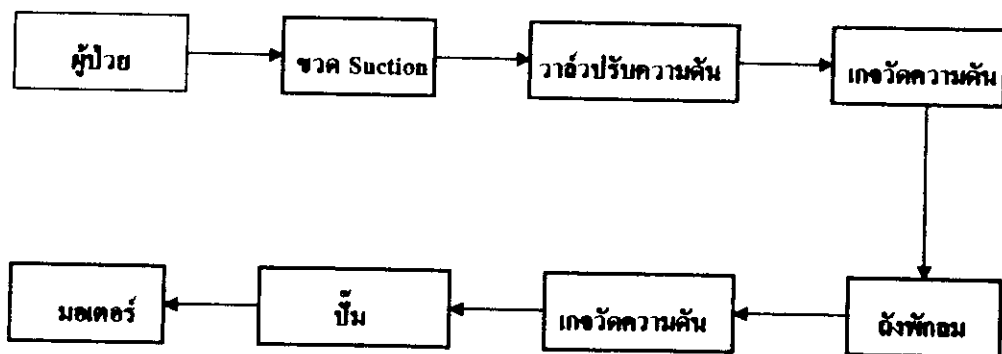 ผู้ป่วย
ขวด Suction
วาล์วปรับความดัน
เกจวัดความดัน
ถังพักลม
เกจวัดความดัน
ปั๊ม
มอเตอร์